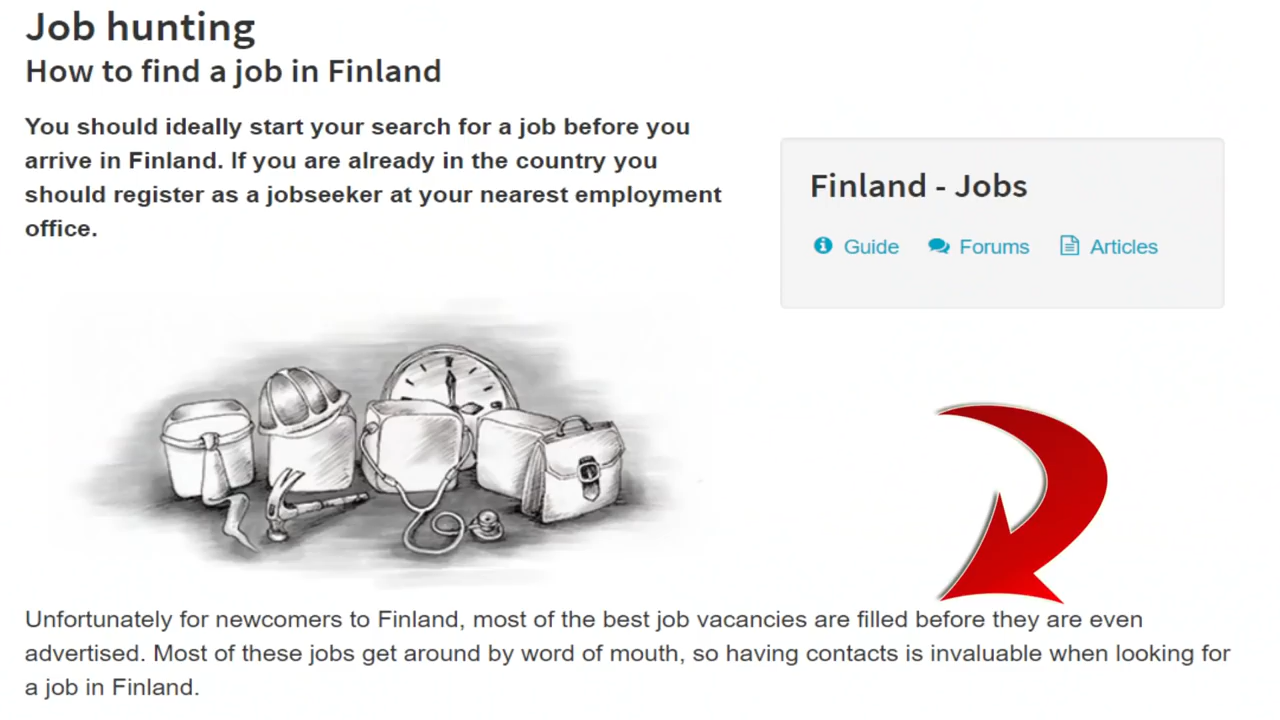 Job hunting
How to find a job in Finland
You should ideally start your search for a job before you
arrive in Finland. If you are already in the country you
should register as a jobseeker at your nearest employment
office.
Finland - Jobs
Guide Forums Articles
Unfortunately for newcomers to Finland, most of the best job vacancies are filled before they are even
advertised. Most of these jobs get around by word of mouth, so having contacts is invaluable when looking for
a job in Finland.